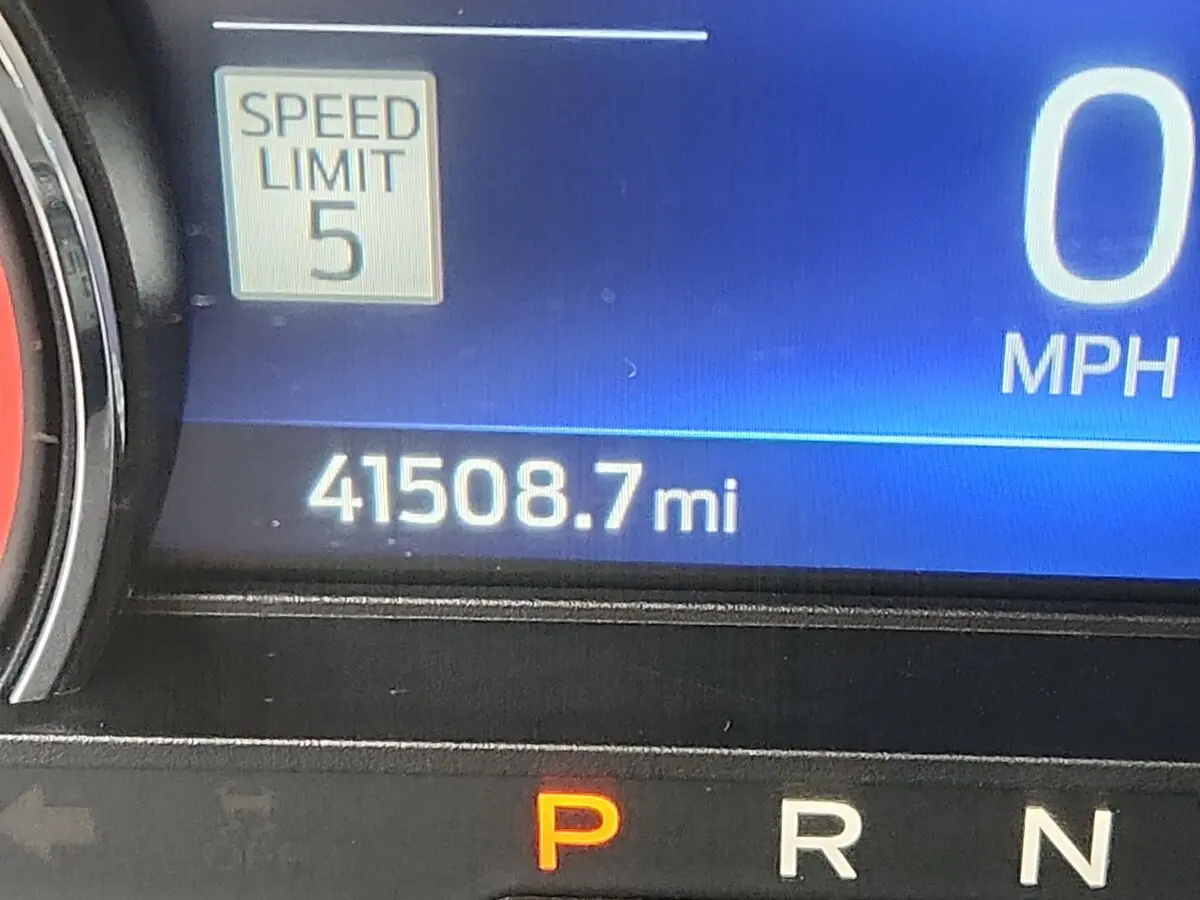 SPEED
LIMIT
5
0
MPH
41508.7 mi
P R N